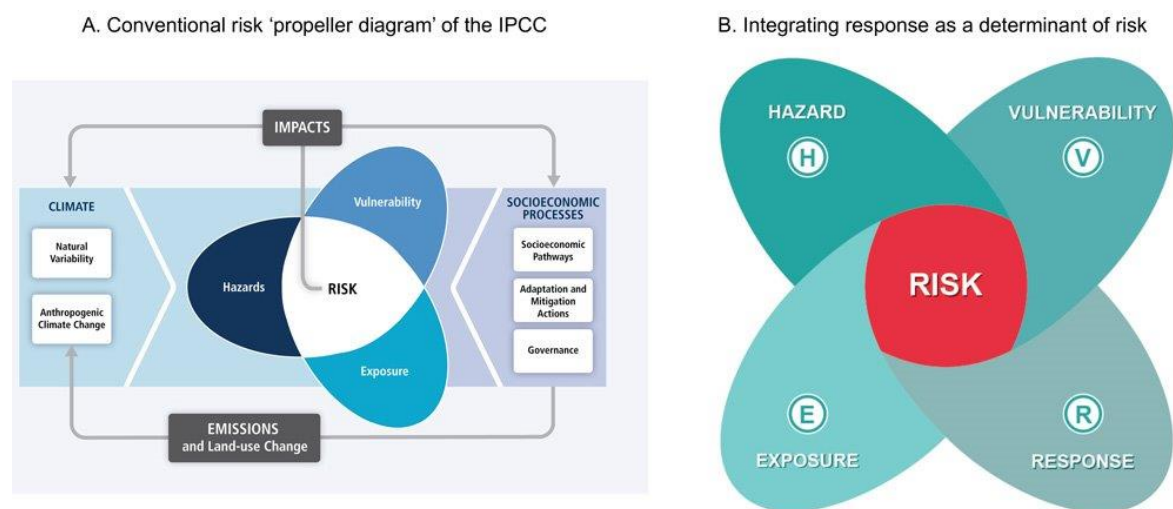 A. Conventional risk ‘propeller diagram’ of the IPCC
IMPACTS
CLIMATE
Natural
Variability
Anthropogenic
Climate Change
Vulnerability
Hazards
RISK
Exposure
SOCIOECONOMIC
PROCESSES
Socioeconomic
Pathways
Adaptation and
Mitigation
Actions
Governance
EMISSIONS
and Land-use Change
B. Integrating response as a determinant of risk
HAZARD
H
VULNERABILITY
V
RISK
E
EXPOSURE
R
RESPONSE